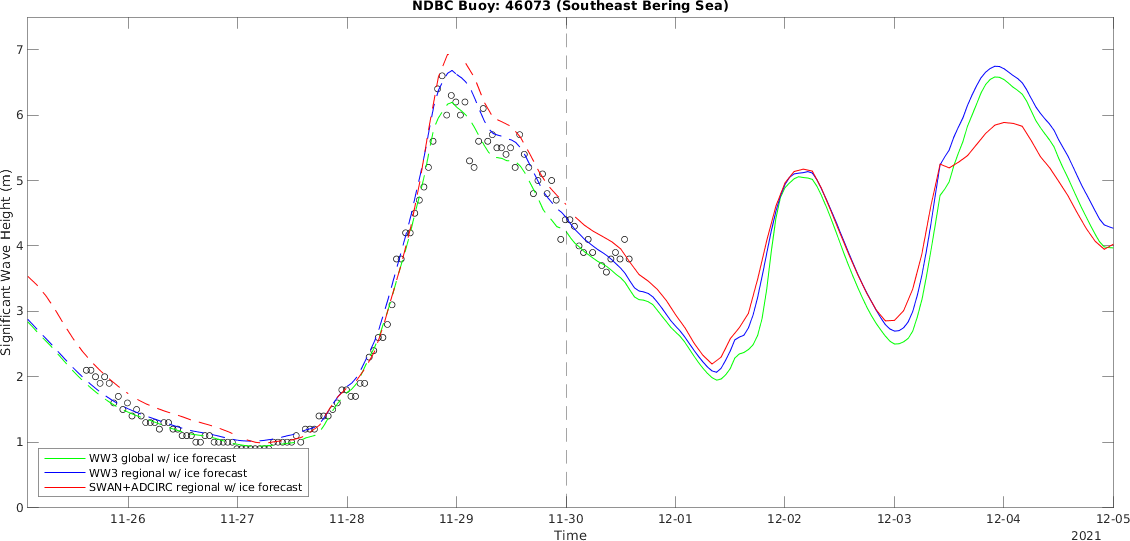 NDBC Buoy: 46073 (Southeast Bering Sea)
Significant Wave Height (m)
7
6
5
4
3
2
1
0
WW3 global w/ ice forecast
WW3 regional w/ ice forecast
SWAN+ADCIRC regional w/ ice forecast
11-26 11-27 11-28 11-29 11-30 12-01 12-02 12-03 12-04 12-05
Time
2021